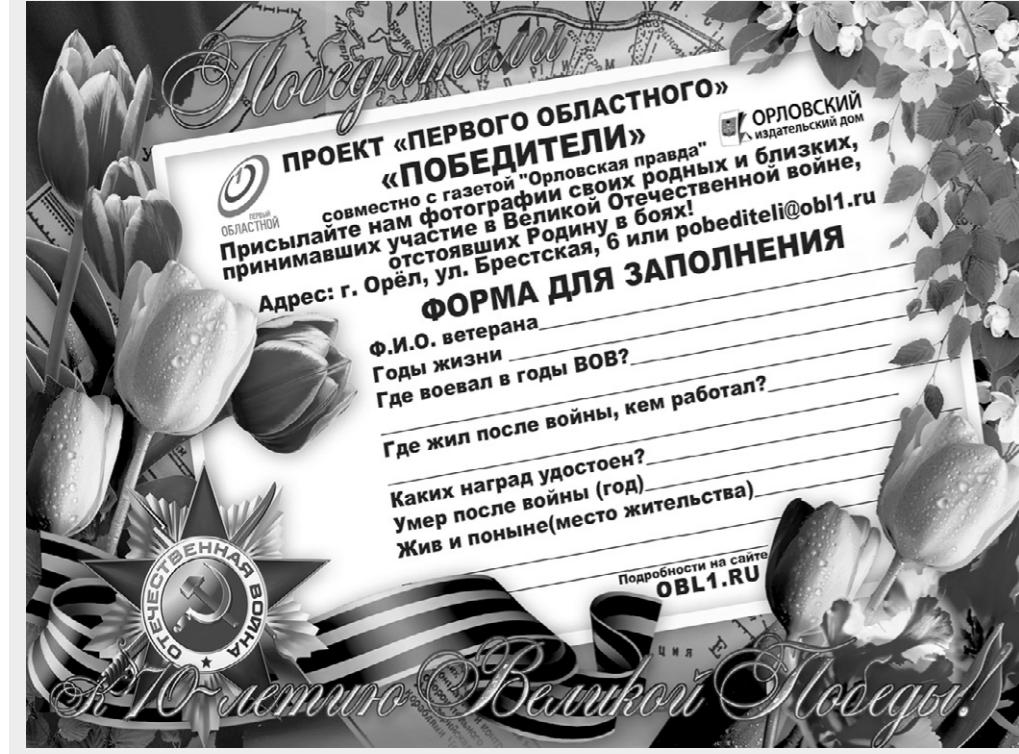 Победители
ПРОЕКТ «ПЕРВОГО ОБЛАСТНОГО»
«ПОБЕДИТЕЛИ»
ПЕРВЫЙ
ОБЛАСТНОЙ
ОРЛОВСКИЙ
издательский дом
совместно с газетой "Орловская правда"
Присылайте нам фотографии своих родных и близких,
принимавших участие в Великой Отечественной войне,
отстоявших Родину в боях!
Адрес: г. Орёл, ул. Брестская, 6 или pobediteli@obl1.ru
ФОРМА ДЛЯ ЗАПОЛНЕНИЯ
Ф.И.О. ветерана
Годы жизни
Где воевал в годы ВОВ?
Где жил после войны, кем работал?
Каких наград удостоен?
Умер после войны (год)
Жив и поныне(место жительства)
Подробности на сайте
OBL1.RU
ОТЕЧЕСТВЕННАЯ ВОЙНА
К 70-летию Великой Победы!